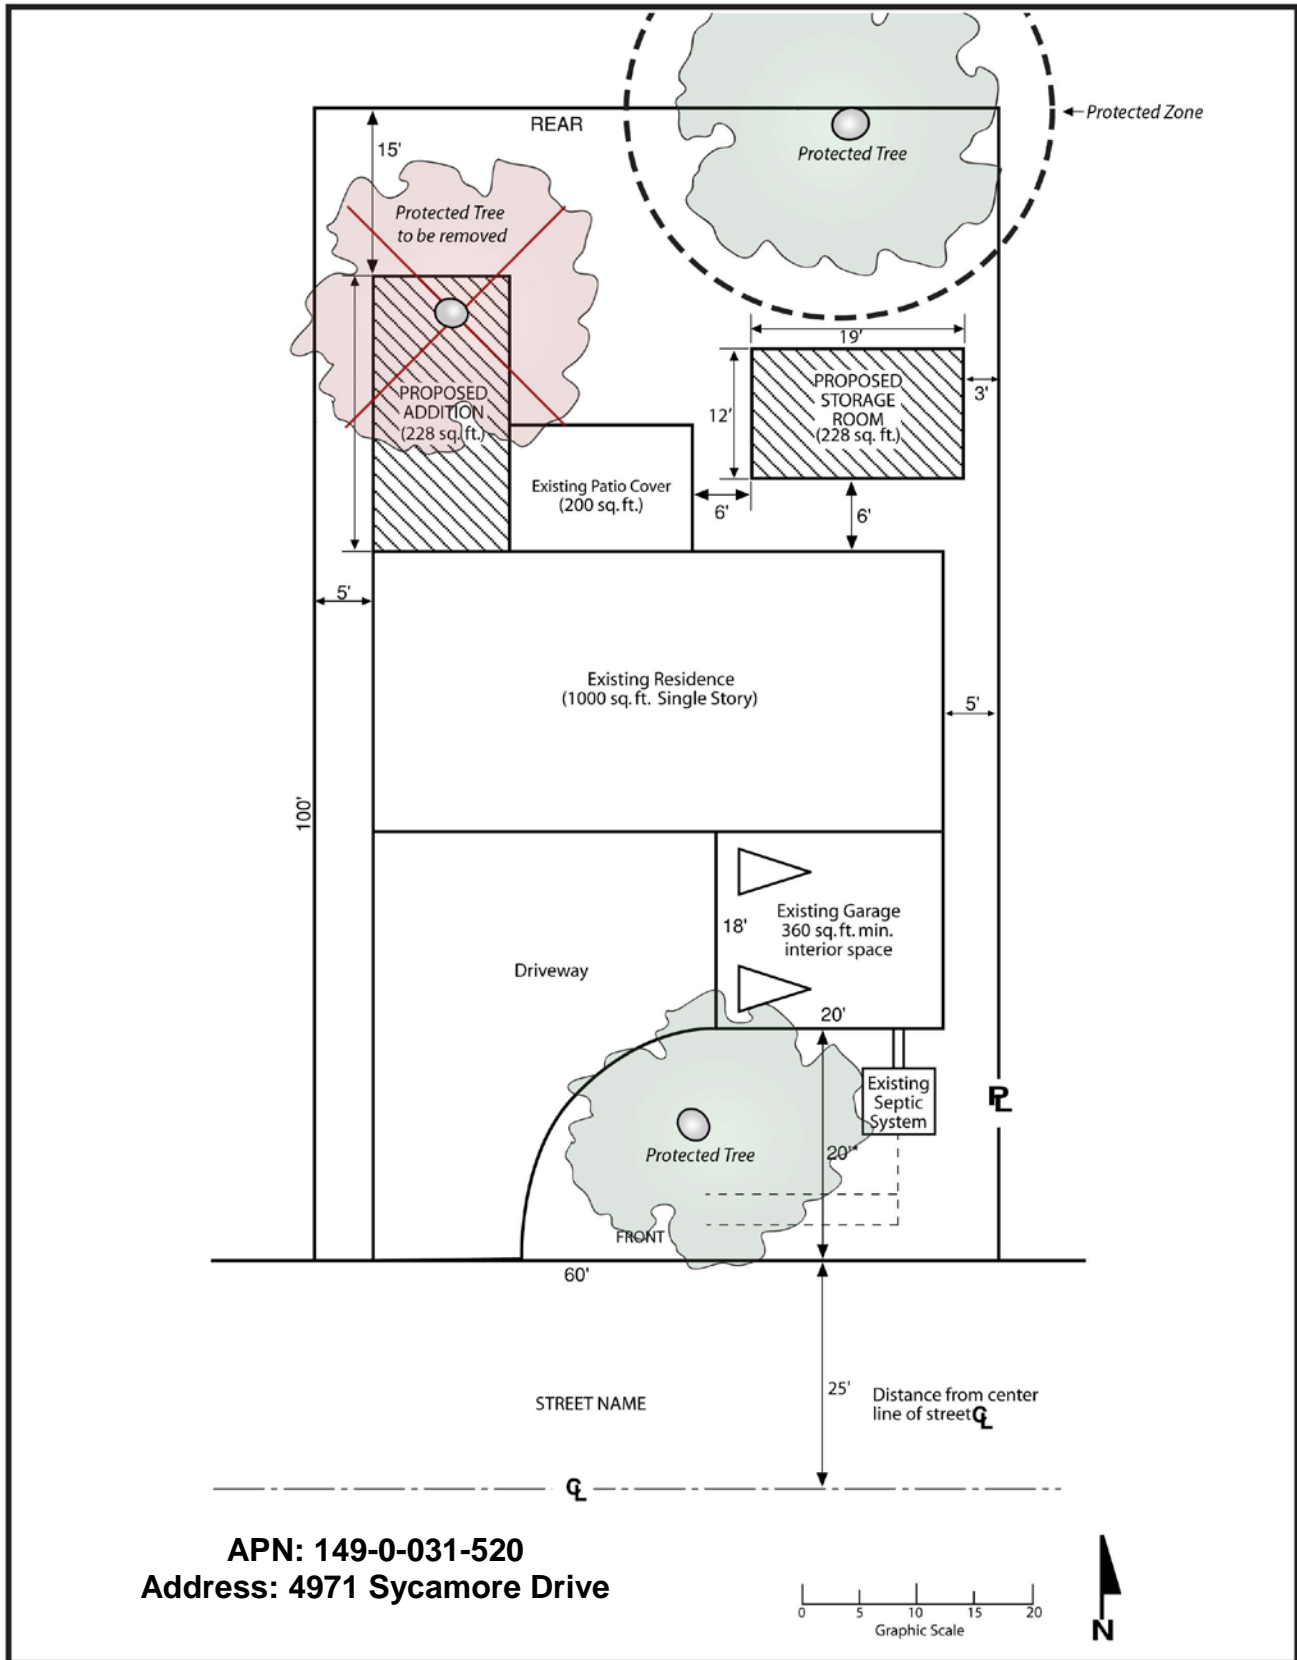 REAR
Protected Zone
Protected Tree
15'
Protected Tree
to be removed
19'
PROPOSED
ADDITION
(228 sq. ft.)
PROPOSED
STORAGE
ROOM
(228 sq. ft.)
12'
3'
Existing Patio Cover
(200 sq. ft.)
6'
6'
5'
Existing Residence
(1000 sq. ft. Single Story)
5'
100'
Existing Garage
360 sq. ft. min.
interior space
18'
Driveway
20'
Existing
Septic
System
PL
Protected Tree
20'*
FRONT
60'
STREET NAME
25'
Distance from center
line of street CL
CL
APN: 149-0-031-520
Address: 4971 Sycamore Drive
0 5 10 15 20
Graphic Scale
N